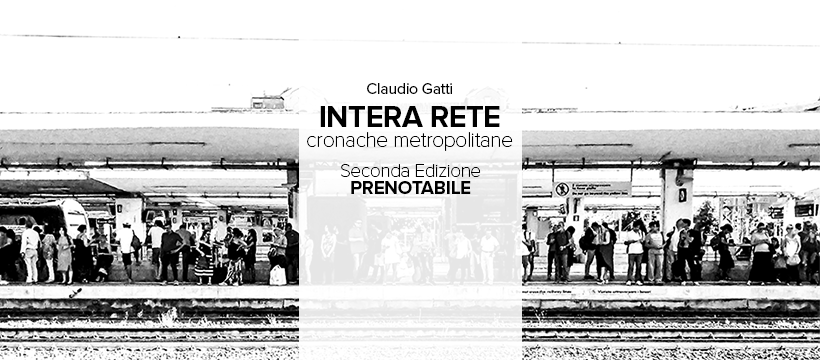 Claudio Gatti
INTERA RETE
cronache metropolitane
Seconda Edizione
PRENOTABILE